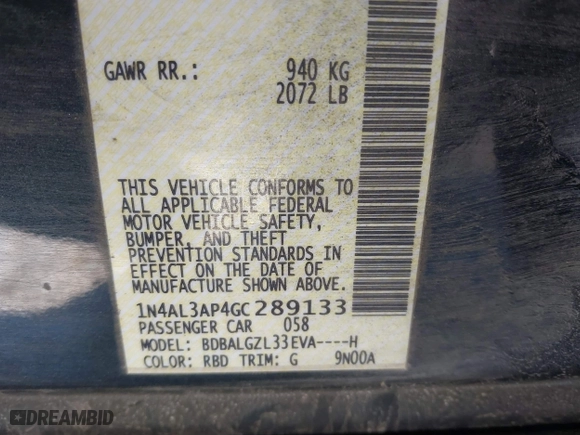 GAWR RR.: 940 KG
2072 LB
THIS VEHICLE CONFORMS TO
ALL APPLICABLE FEDERAL
MOTOR VEHICLE SAFETY,
BUMPER, AND THEFT
PREVENTION STANDARDS IN
EFFECT ON THE DATE OF
MANUFACTURE SHOWN ABOVE.
1N4AL3AP4GC289133
PASSENGER CAR 058
MODEL: BDBALGZL33EVA----H
COLOR: RBD TRIM: G 9N00A
DREAMBID